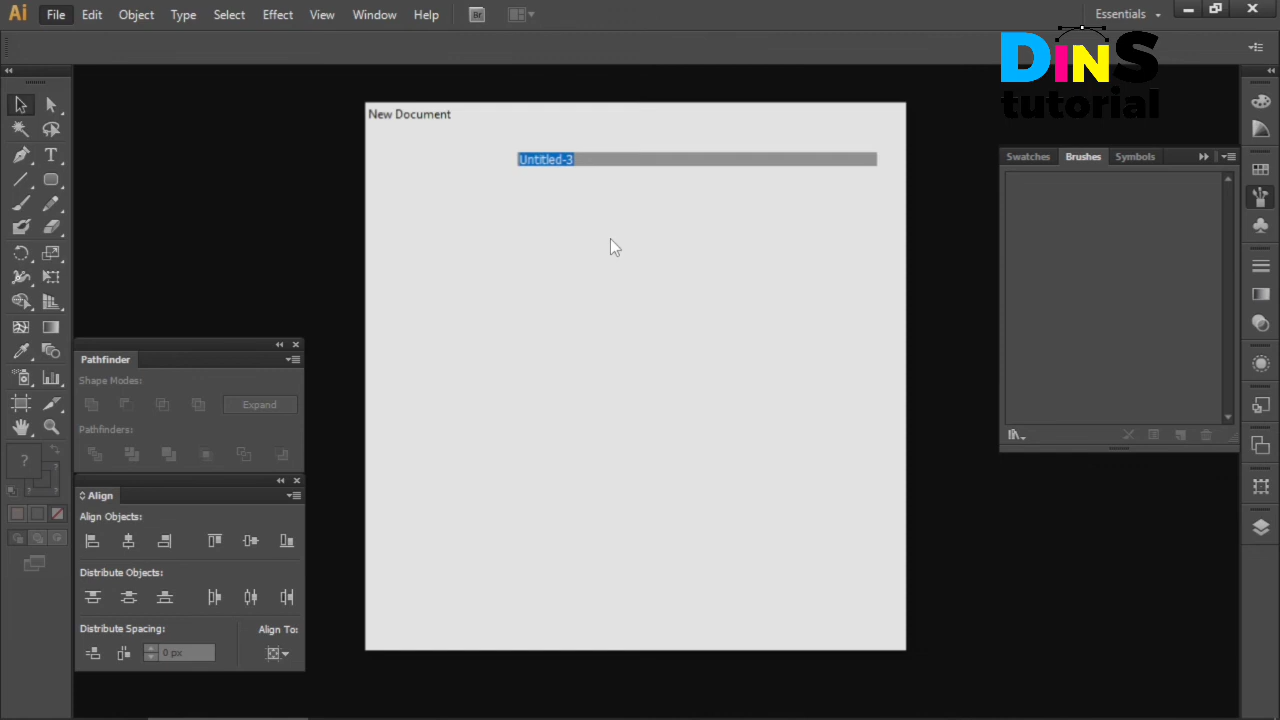 Ai File Edit Object Type Select Effect View Window Help Br Essentials
DINS
tutorial
New Document
Untitled-3
Swatches Brushes Symbols
Pathfinder
Shape Modes:
Expand
Pathfinders:
Align
Align Objects:
Distribute Objects:
Distribute Spacing: Align To:
0 px
?
?
?